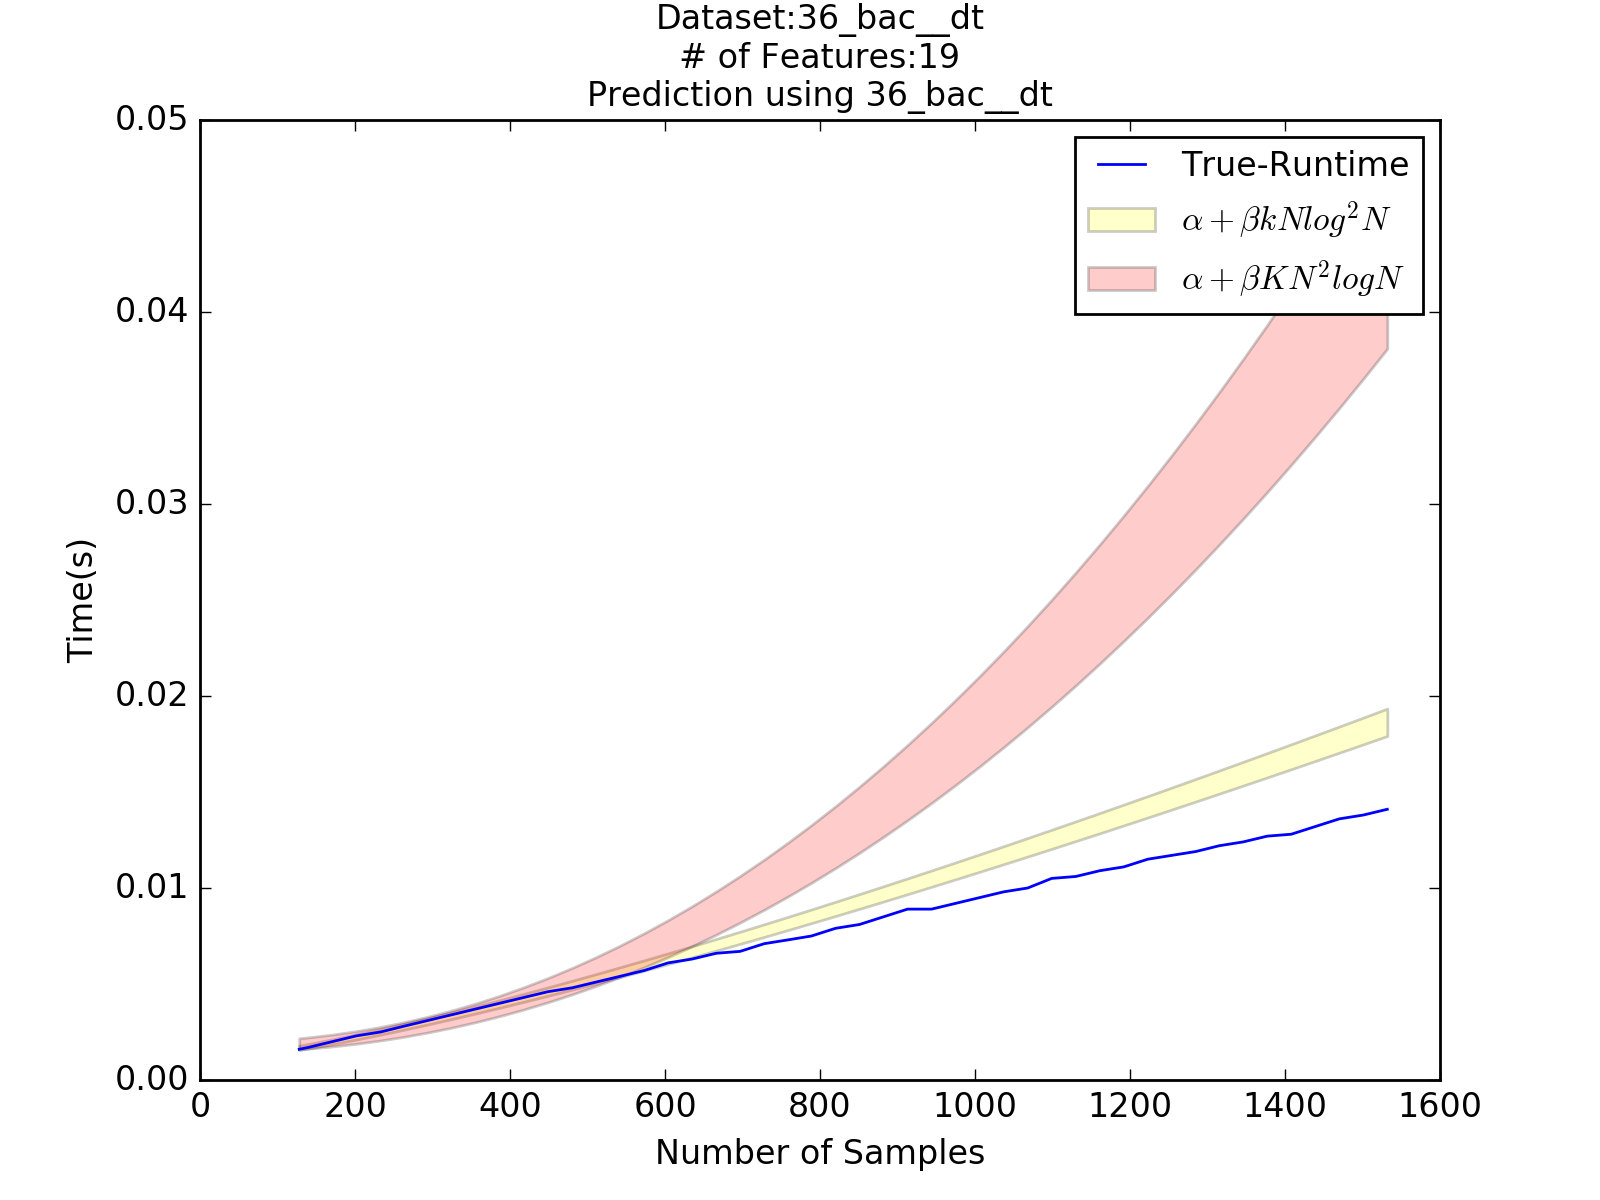 Dataset:36_bac__dt
# of Features:19
Prediction using 36_bac__dt
0.05
0.04
0.03
0.02
0.01
0.00
Time(s)
True-Runtime
α + βkNlog²N
α + βKN²logN
0 200 400 600 800 1000 1200 1400 1600
Number of Samples